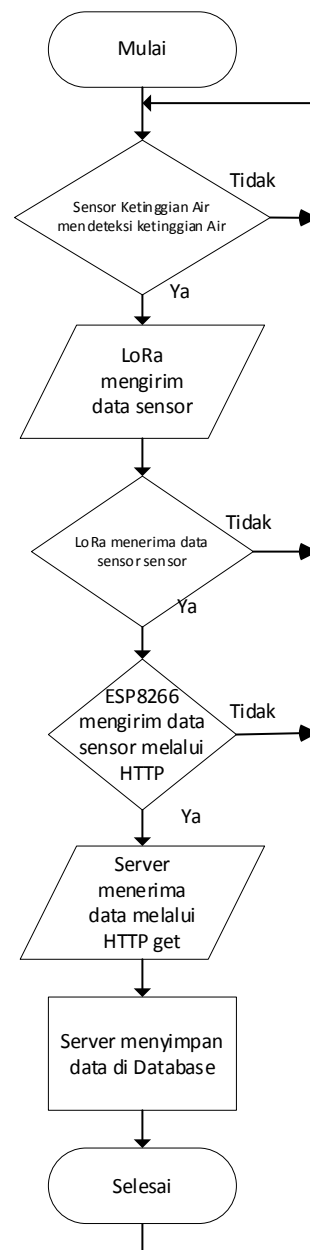 Mulai
Tidak
Sensor Ketinggian Air
mendeteksi ketinggian Air
Ya
LoRa
mengirim
data sensor
Tidak
LoRa menerima data
sensor sensor
Ya
ESP8266
mengirim data
sensor melalui
HTTP
Tidak
Ya
Server
menerima
data melalui
HTTP get
Server menyimpan
data di Database
Selesai